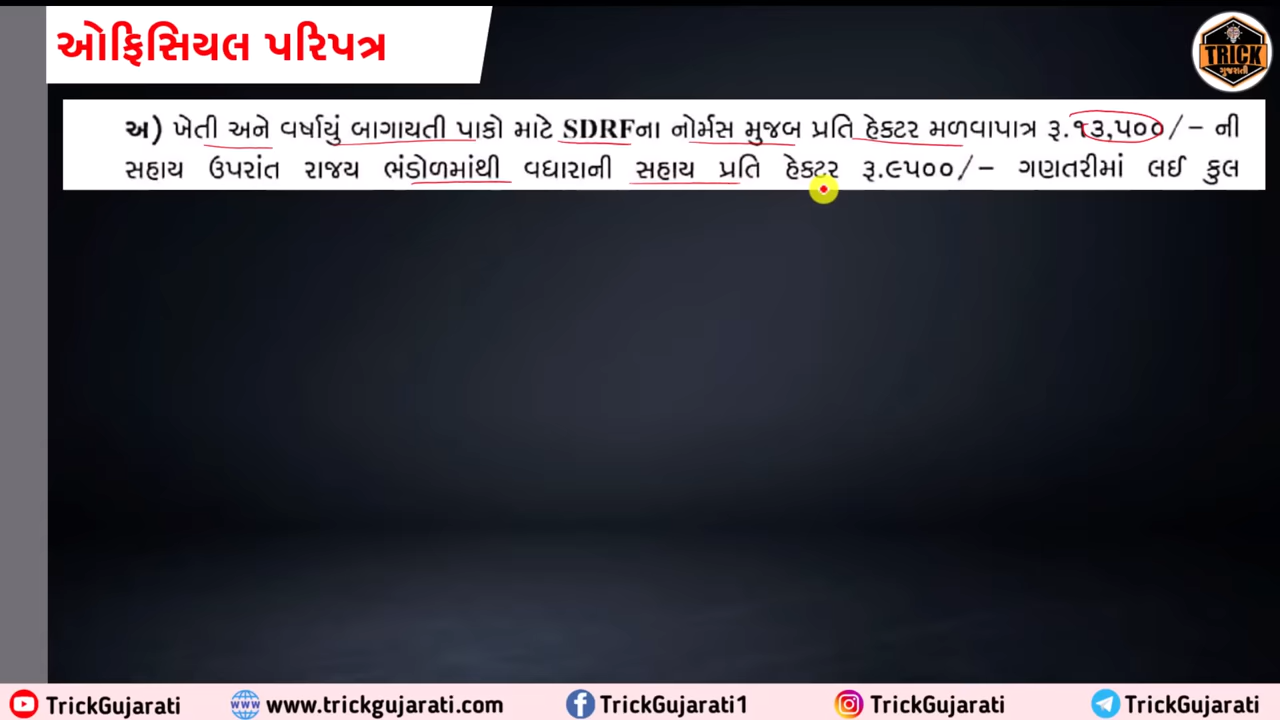 ઓફિસિયલ પરિપત્ર
TRICK
ગુજરાતી
અ) ખેતી અને વર્ષાયું બાગાયતી પાકો માટે SDRFના નોર્મસ મુજબ પ્રતિ હેક્ટર મળવાપાત્ર રૂ.૧૩,૫૦૦/- ની
સહાય ઉપરાંત રાજ્ય ભંડોળમાંથી વધારાની સહાય પ્રતિ હેક્ટર રૂ.૯૫૦૦/- ગણતરીમાં લઈ કુલ
TrickGujarati www.trickgujarati.com TrickGujarati1 TrickGujarati TrickGujarati